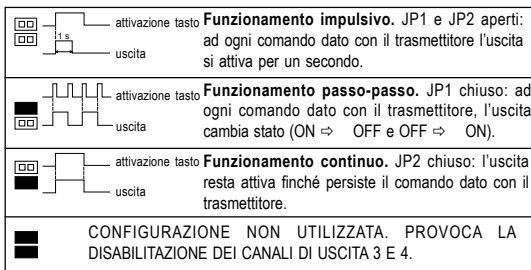 attivazione tasto
1 s
uscita
Funzionamento impulsivo. JP1 e JP2 aperti:
ad ogni comando dato con il trasmettitore l'uscita
si attiva per un secondo.
attivazione tasto
uscita
Funzionamento passo-passo. JP1 chiuso: ad
ogni comando dato con il trasmettitore, l'uscita
cambia stato (ON ⇨ OFF e OFF ⇨ ON).
attivazione tasto
uscita
Funzionamento continuo. JP2 chiuso: l'uscita
resta attiva finché persiste il comando dato con il
trasmettitore.
CONFIGURAZIONE NON UTILIZZATA. PROVOCA LA
DISABILITAZIONE DEI CANALI DI USCITA 3 E 4.